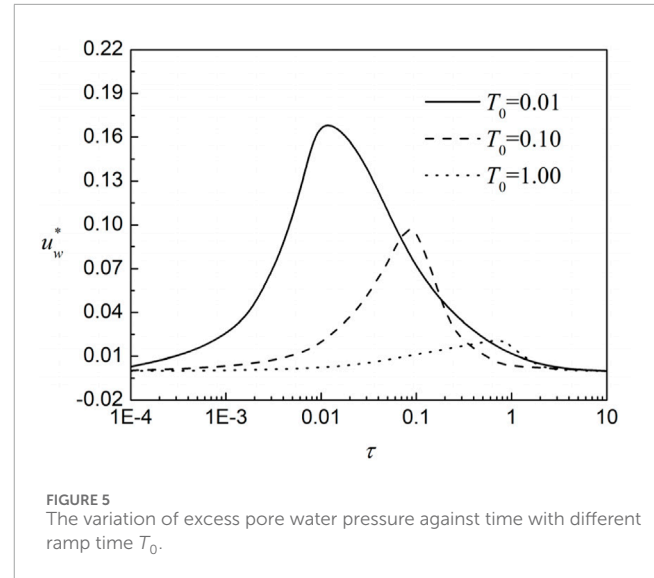 0.22
0.19
0.16
0.13
0.10
0.07
0.04
0.01
-0.02
u*w
T0=0.01
T0=0.10
T0=1.00
1E-4 1E-3 0.01 0.1 1 10
τ
FIGURE 5
The variation of excess pore water pressure against time with different
ramp time T0.